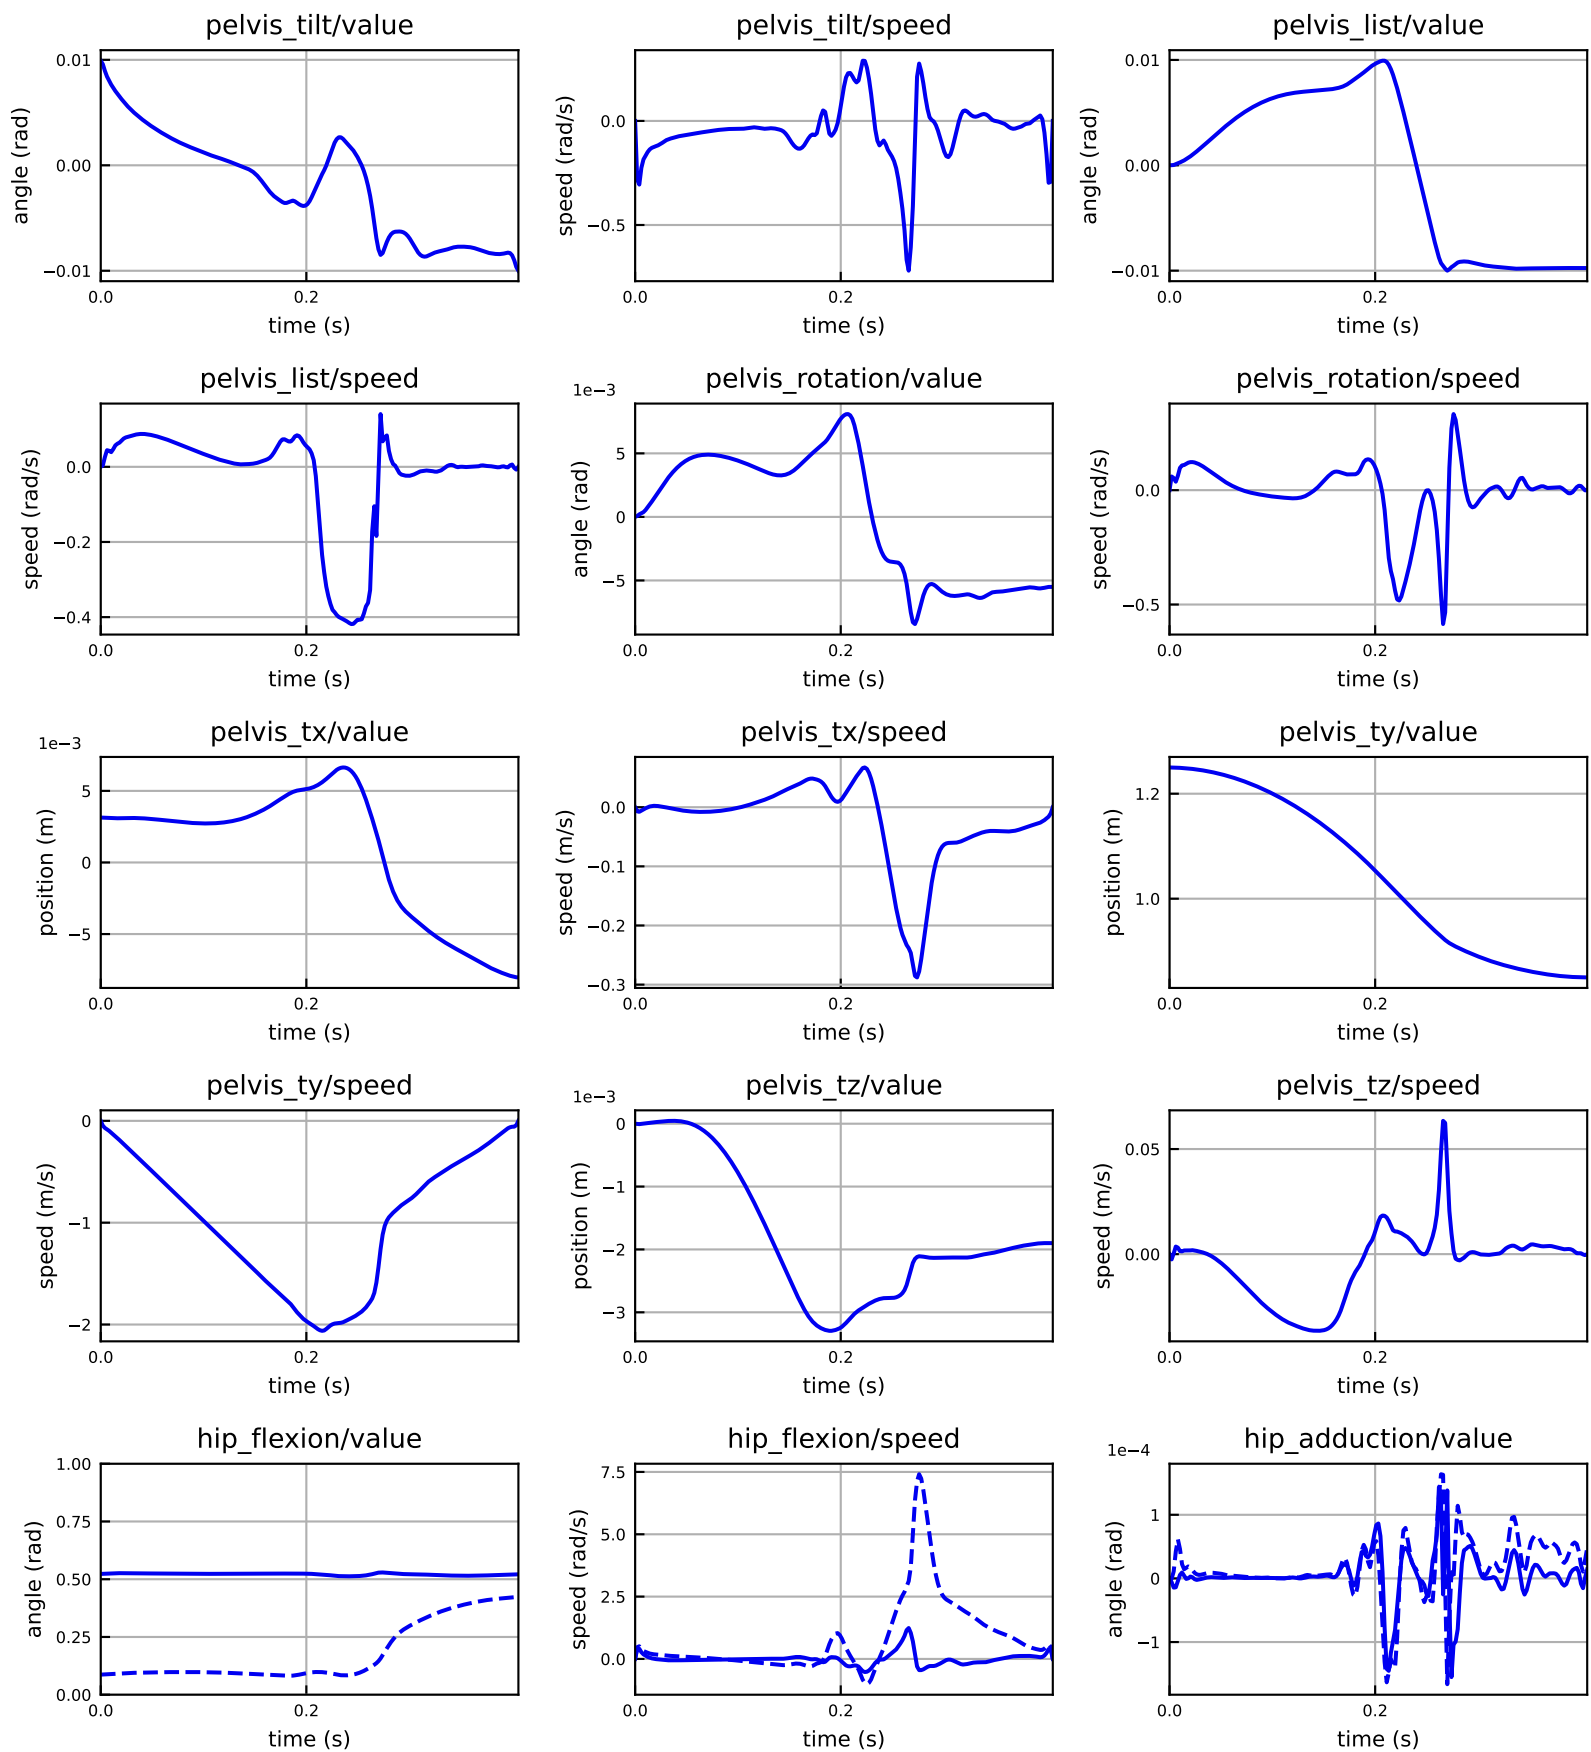 pelvis_tilt/value
angle (rad)
0.01
0.00
−0.01
0.0
0.2
time (s)
pelvis_tilt/speed
speed (rad/s)
0.0
−0.5
0.0
0.2
time (s)
pelvis_list/value
angle (rad)
0.01
0.00
−0.01
0.0
0.2
time (s)
pelvis_list/speed
speed (rad/s)
0.0
−0.2
−0.4
0.0
0.2
time (s)
pelvis_rotation/value
1e−3
angle (rad)
5
0
−5
0.0
0.2
time (s)
pelvis_rotation/speed
speed (rad/s)
0.0
−0.5
0.0
0.2
time (s)
pelvis_tx/value
1e−3
position (m)
5
0
−5
0.0
0.2
time (s)
pelvis_tx/speed
speed (m/s)
0.0
−0.1
−0.2
−0.3
0.0
0.2
time (s)
pelvis_ty/value
position (m)
1.2
1.0
0.0
0.2
time (s)
pelvis_ty/speed
speed (m/s)
0
−1
−2
0.0
0.2
time (s)
pelvis_tz/value
1e−3
position (m)
0
−1
−2
−3
0.0
0.2
time (s)
pelvis_tz/speed
speed (m/s)
0.05
0.00
0.0
0.2
time (s)
hip_flexion/value
angle (rad)
1.00
0.75
0.50
0.25
0.00
0.0
0.2
time (s)
hip_flexion/speed
speed (rad/s)
7.5
5.0
2.5
0.0
0.0
0.2
time (s)
hip_adduction/value
1e−4
angle (rad)
1
0
−1
0.0
0.2
time (s)